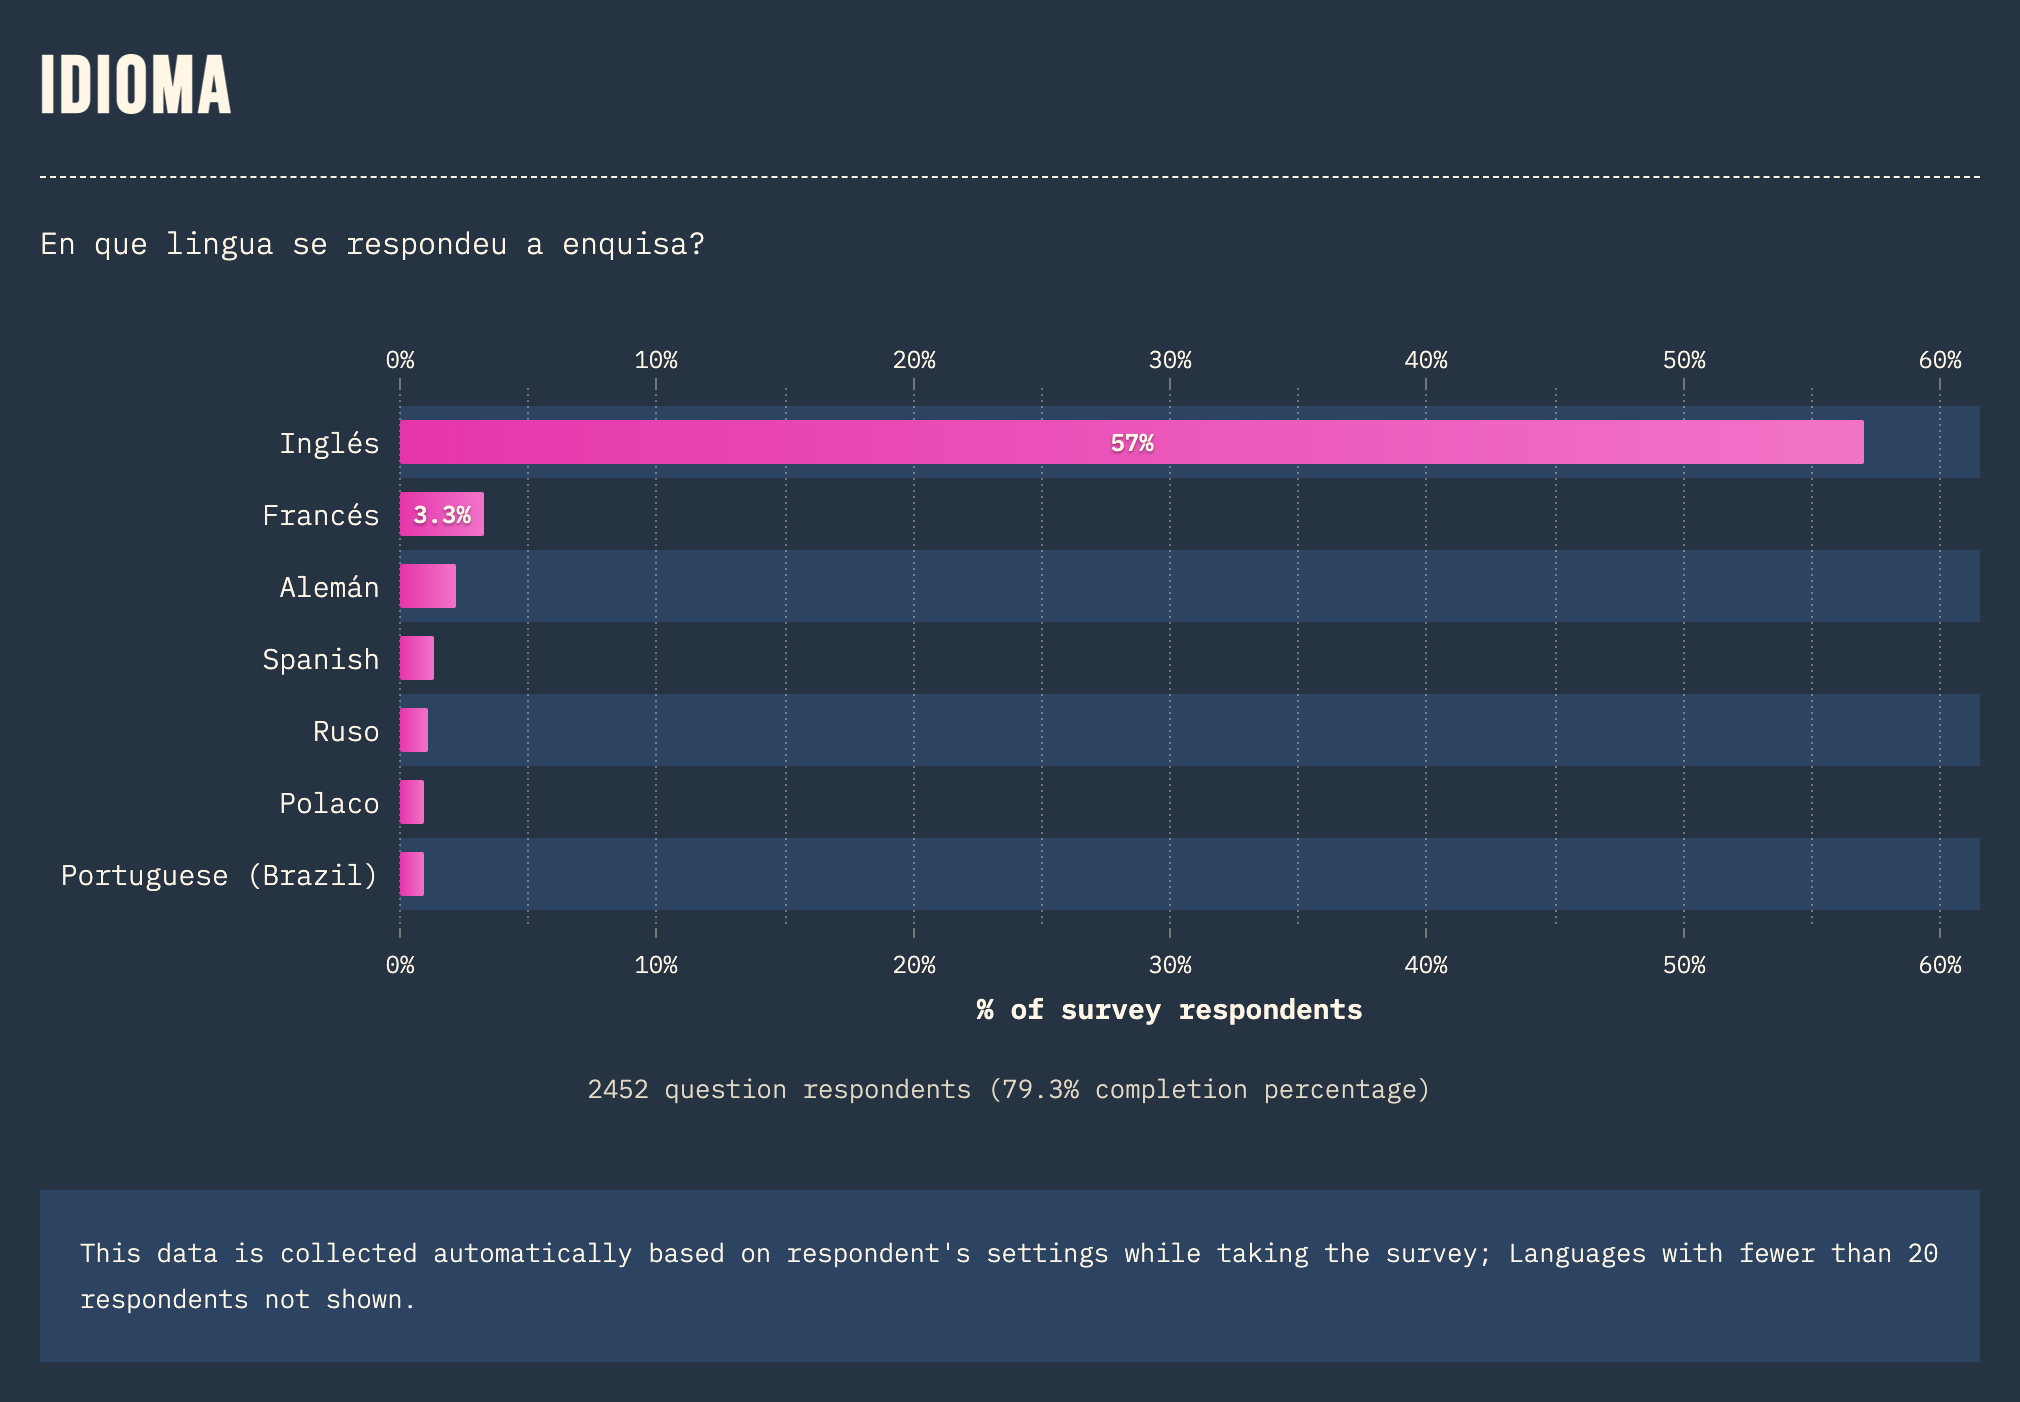 IDIOMA
En que lingua se respondeu a enquisa?
0% 10% 20% 30% 40% 50% 60%
Inglés 57%
Francés 3.3%
Alemán
Spanish
Ruso
Polaco
Portuguese (Brazil)
0% 10% 20% 30% 40% 50% 60%
% of survey respondents
2452 question respondents (79.3% completion percentage)
This data is collected automatically based on respondent's settings while taking the survey; Languages with fewer than 20
respondents not shown.